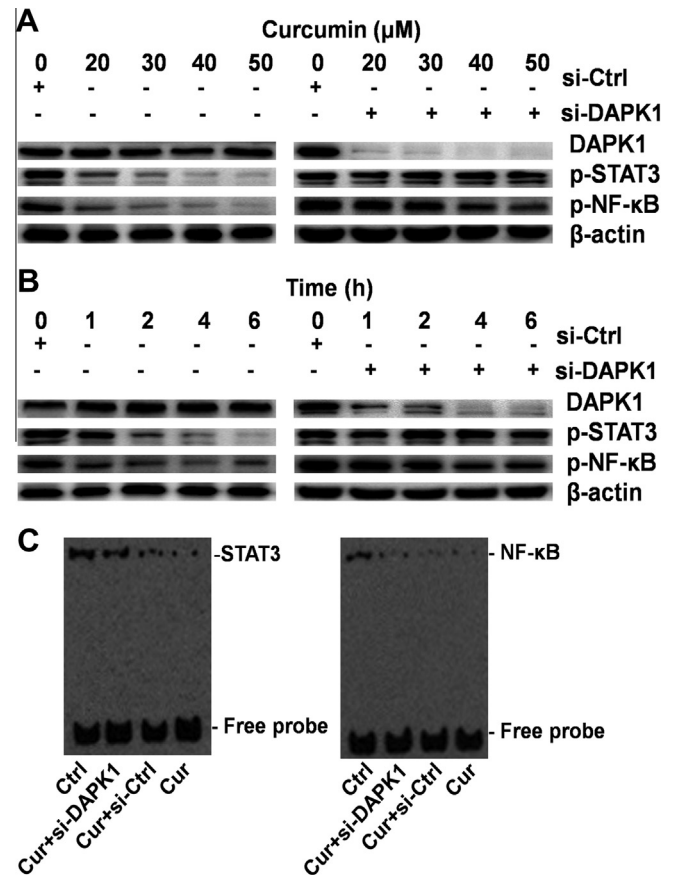 A
Curcumin (μM)
0 20 30 40 50 0 20 30 40 50
+ - - - - + - - - - si-Ctrl
- - - - - - + + + + si-DAPK1
DAPK1
p-STAT3
p-NF-κB
β-actin
B
Time (h)
0 1 2 4 6 0 1 2 4 6
+ - - - - + - - - - si-Ctrl
- - - - - - + + + + si-DAPK1
DAPK1
p-STAT3
p-NF-κB
β-actin
C
-STAT3
- Free probe
Ctrl
Cur+si-DAPK1
Cur+si-Ctrl
Cur
- NF-κB
- Free probe
Ctrl
Cur+si-DAPK1
Cur+si-Ctrl
Cur